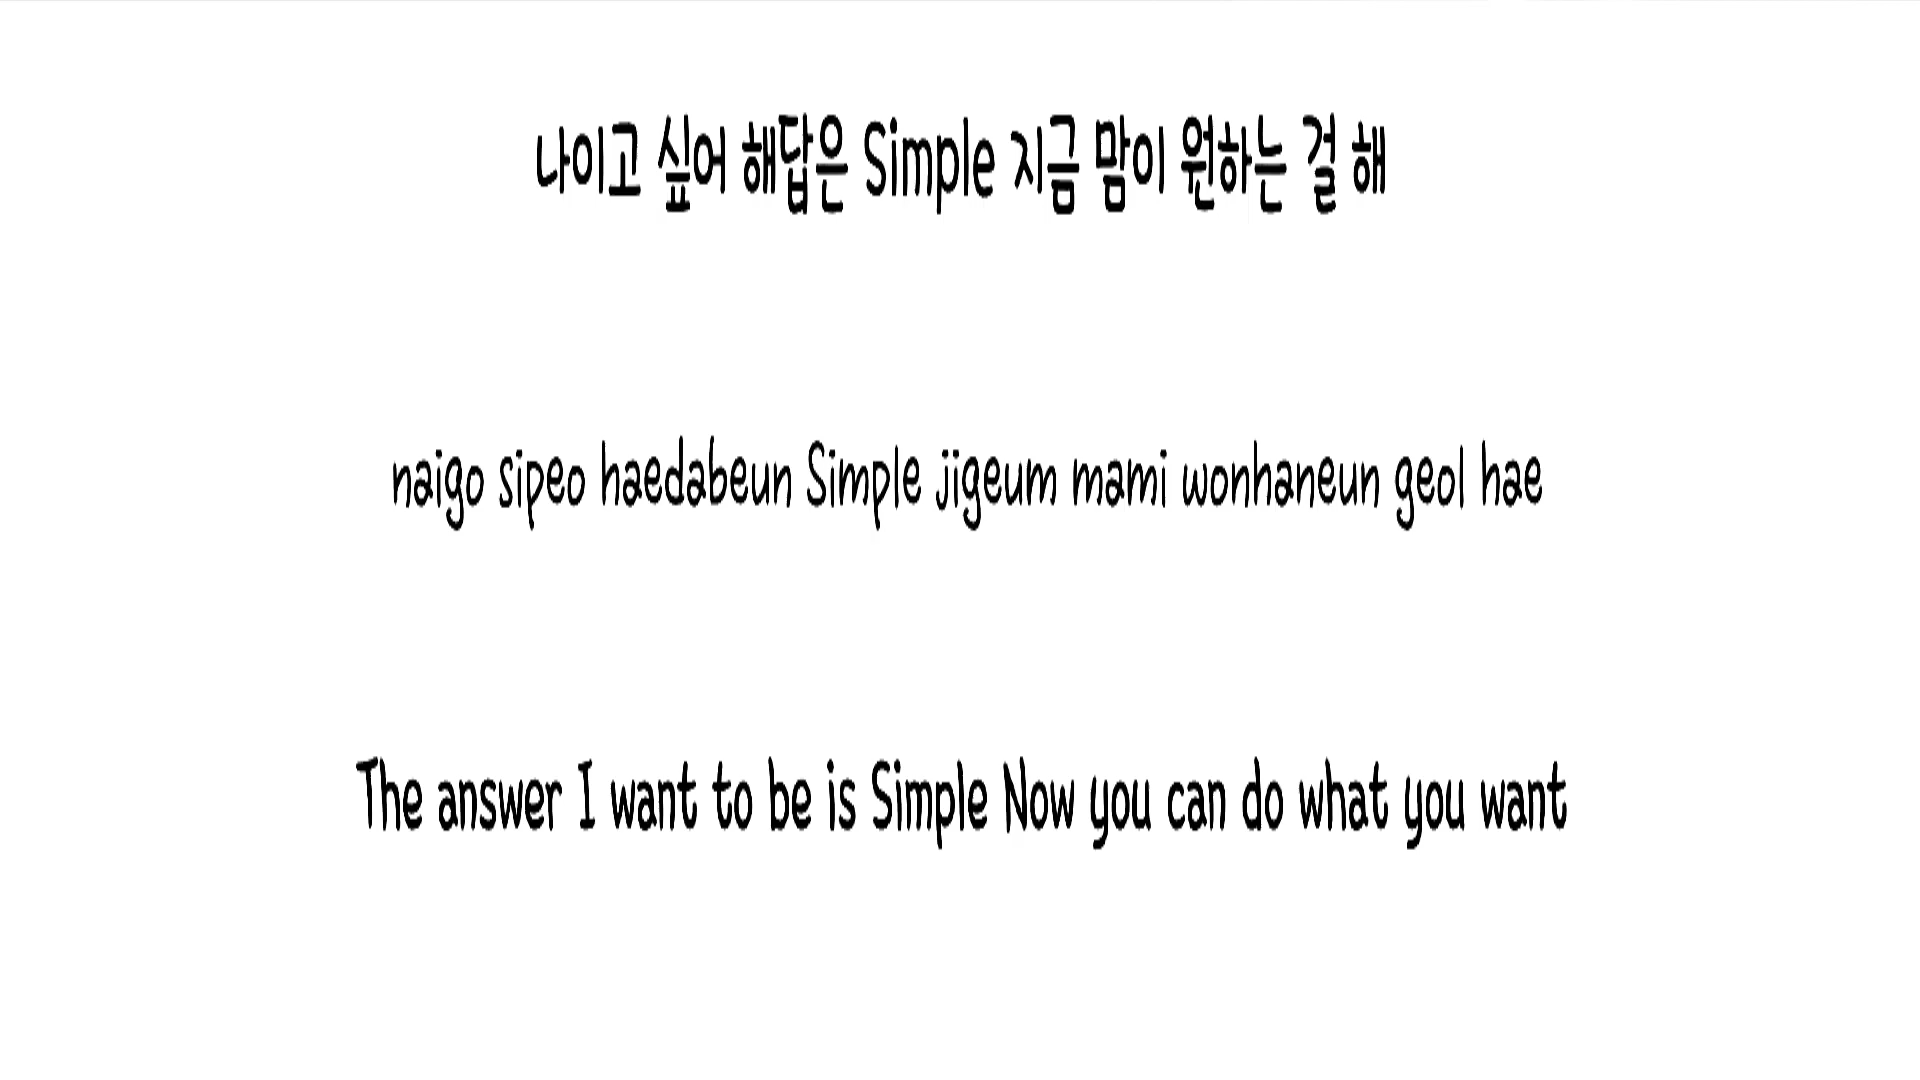 나이고 싶어 해답은 Simple 지금 맘이 원하는 걸 해
naigo sipeo haedabeun Simple jigeum mami wonhaneun geol hae
The answer I want to be is Simple Now you can do what you want